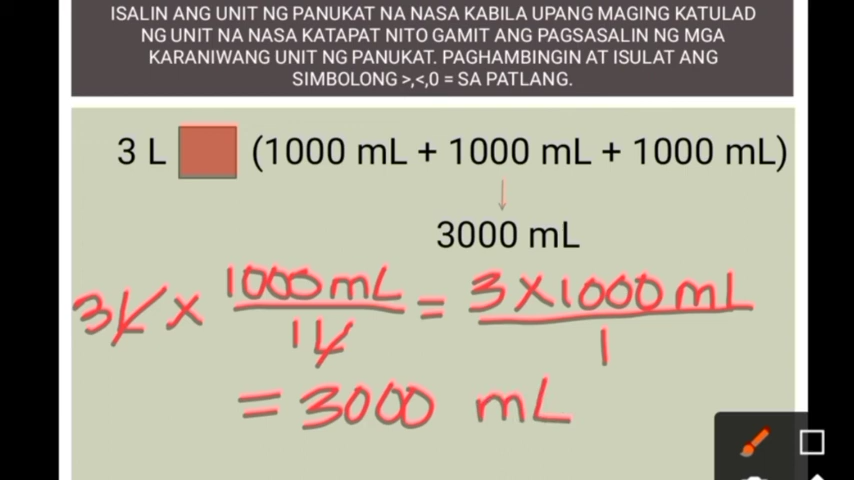 ISALIN ANG UNIT NG PANUKAT NA NASA KABILA UPANG MAGING KATULAD
NG UNIT NA NASA KATAPAT NITO GAMIT ANG PAGSASALIN NG MGA
KARANIWANG UNIT NG PANUKAT. PAGHAMBINGIN AT ISULAT ANG
SIMBOLONG >,<,0 = SA PATLANG.
3 L (1000 mL + 1000 mL + 1000 mL)
3000 mL
3L x 1000 mL / 1L = 3 x 1000 mL / 1
= 3000 mL